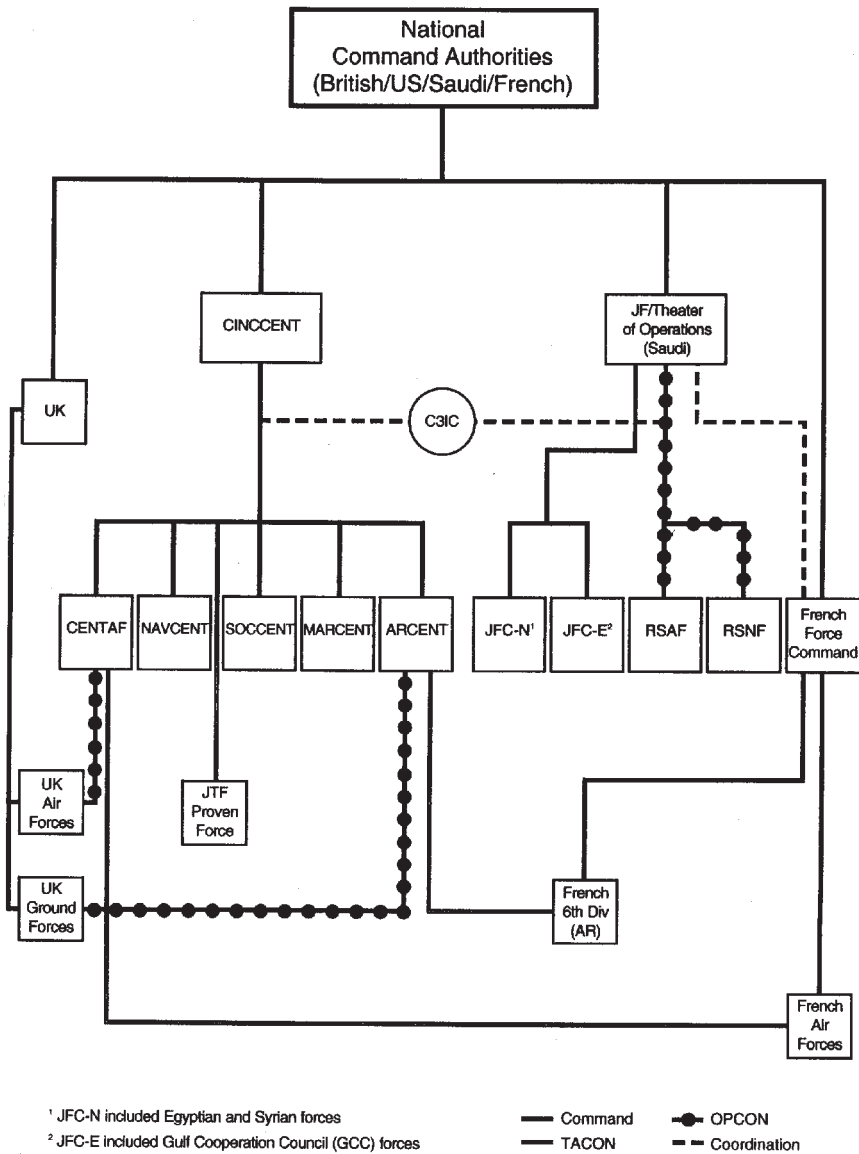 National
Command Authorities
(British/US/Saudi/French)
CINCCENT
JF/Theater
of Operations
(Saudi)
UK
C3IC
CENTAF
NAVCENT
SOCCENT
MARCENT
ARCENT
JFC-N¹
JFC-E²
RSAF
RSNF
French
Force
Command
UK
Air
Forces
JTF
Proven
Force
UK
Ground
Forces
French
6th Div
(AR)
French
Air
Forces
¹ JFC-N included Egyptian and Syrian forces
² JFC-E included Gulf Cooperation Council (GCC) forces
Command
OPCON
TACON
Coordination